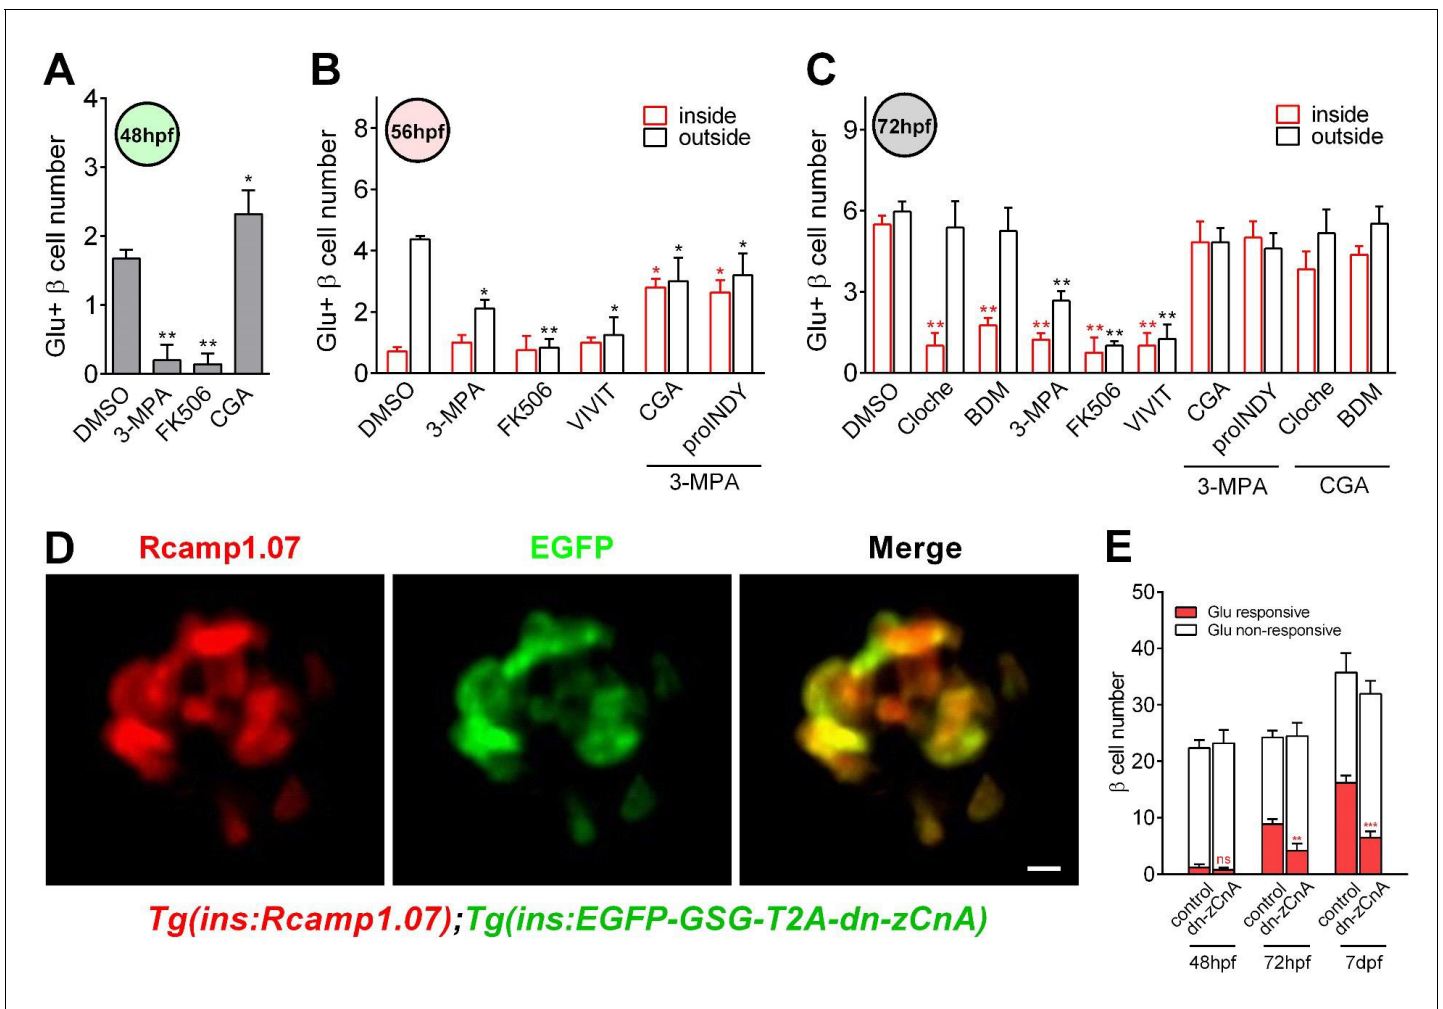 A
Glu+ β cell number
4
3
2
1
0
48hpf
*
**
**
DMSO
3-MPA
FK506
CGA
B
Glu+ β cell number
8
6
4
2
0
56hpf
inside
outside
*
**
*
*
*
*
*
DMSO
3-MPA
FK506
VIVIT
CGA
proINDY
3-MPA
C
Glu+ β cell number
9
6
3
0
72hpf
inside
outside
**
**
**
**
**
**
**
**
DMSO
Cloche
BDM
3-MPA
FK506
VIVIT
CGA
proINDY
Cloche
BDM
3-MPA
CGA
D
Rcamp1.07
EGFP
Merge
Tg(ins:Rcamp1.07);Tg(ins:EGFP-GSG-T2A-dn-zCnA)
E
β cell number
50
40
30
20
10
0
Glu responsive
Glu non-responsive
ns
**
***
control
dn-zCnA
control
dn-zCnA
control
dn-zCnA
48hpf
72hpf
7dpf